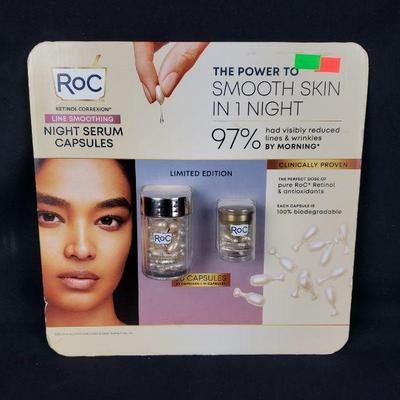 RoC
RETINOL CORREXION®
LINE SMOOTHING
NIGHT SERUM
CAPSULES
THE POWER TO
SMOOTH SKIN
IN 1 NIGHT
97% had visibly reduced
lines & wrinkles
BY MORNING*
CLINICALLY PROVEN
THE PERFECT DOSE OF
pure RoC® Retinol
& antioxidants
EACH CAPSULE IS
100% biodegradable
LIMITED EDITION
RoC
RoC
CAPSULES